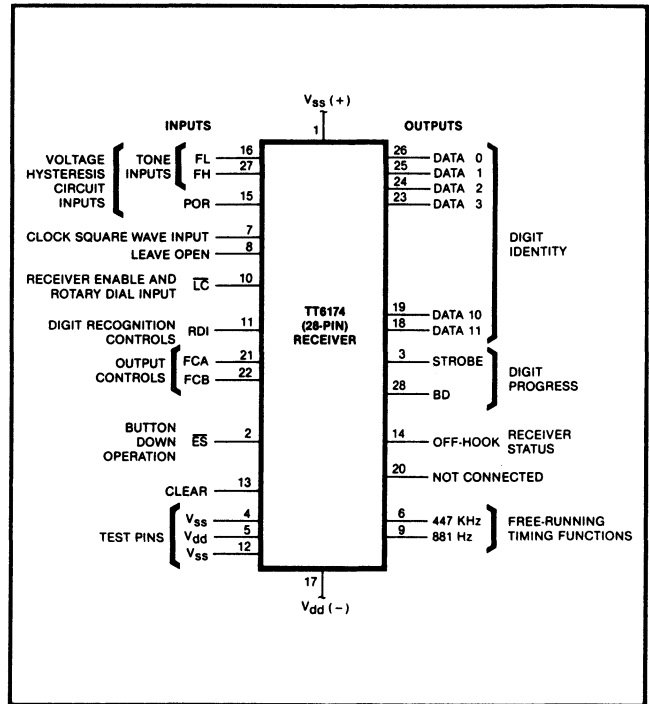 Vss (+)
1
INPUTS
OUTPUTS
VOLTAGE
HYSTERESIS
CIRCUIT
INPUTS
TONE
INPUTS
FL 16
FH 27
POR 15
CLOCK SQUARE WAVE INPUT 7
LEAVE OPEN 8
RECEIVER ENABLE AND
ROTARY DIAL INPUT
LC 10
DIGIT RECOGNITION
CONTROLS
RDI 11
OUTPUT
CONTROLS
FCA 21
FCB 22
BUTTON
DOWN
OPERATION
ES 2
CLEAR 13
TEST PINS
Vss 4
Vdd 5
Vss 12
TT6174
(28-PIN)
RECEIVER
26 DATA 0
25 DATA 1
24 DATA 2
23 DATA 3
DIGIT
IDENTITY
19 DATA 10
18 DATA 11
3 STROBE
28 BD
DIGIT
PROGRESS
14 OFF-HOOK
RECEIVER
STATUS
20 NOT CONNECTED
6 447 KHz
9 881 Hz
FREE-RUNNING
TIMING FUNCTIONS
17
Vdd (-)